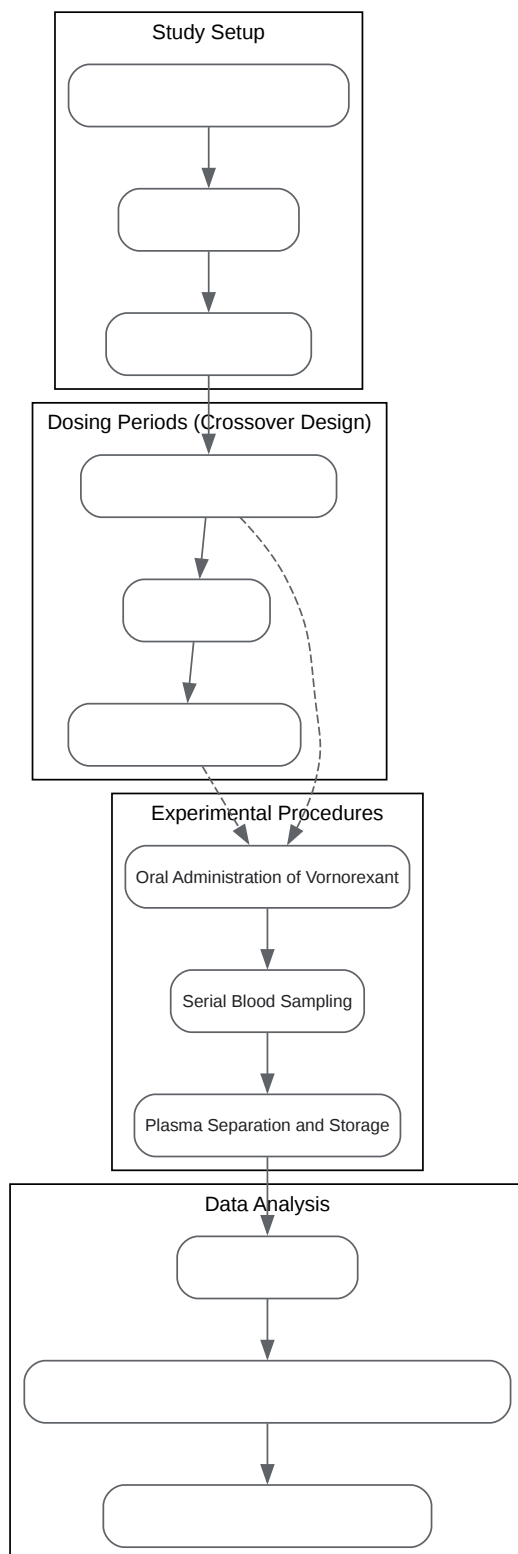 Study Setup
Dosing Periods (Crossover Design)
Experimental Procedures
Oral Administration of Vornorexant
Serial Blood Sampling
Plasma Separation and Storage
Data Analysis